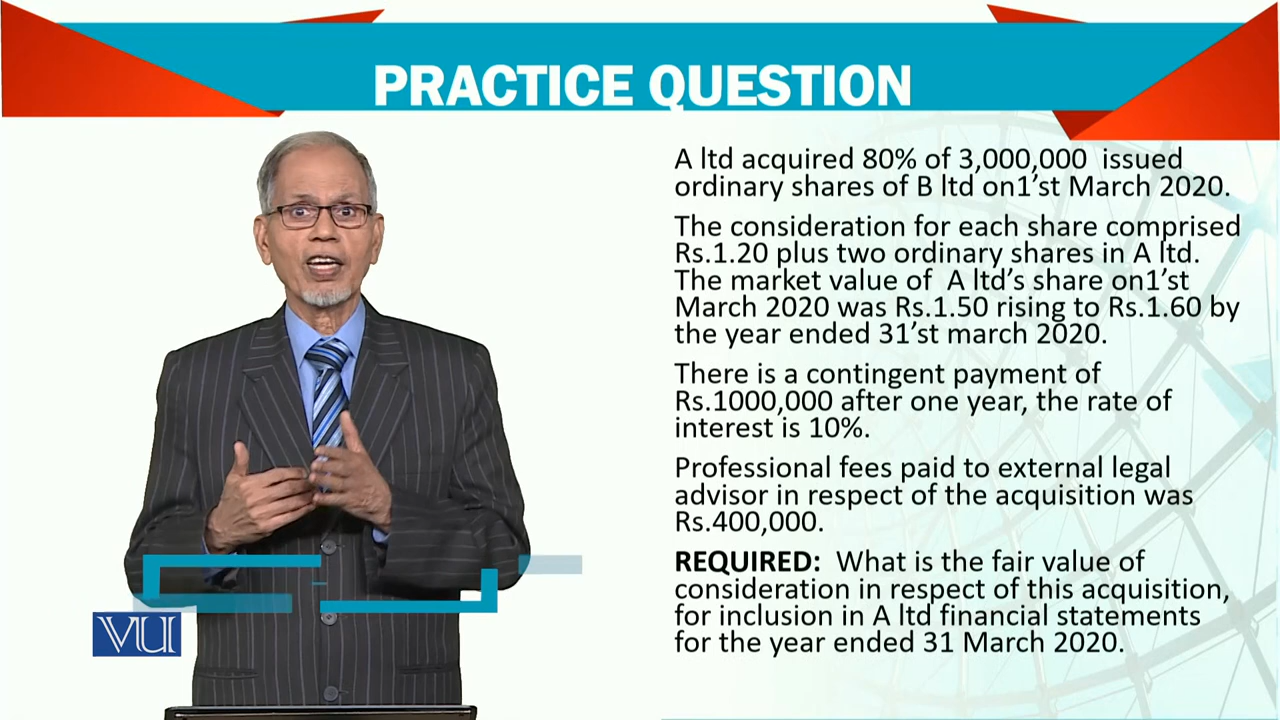 PRACTICE QUESTION
A ltd acquired 80% of 3,000,000 issued
ordinary shares of B ltd on1’st March 2020.
The consideration for each share comprised
Rs.1.20 plus two ordinary shares in A ltd.
The market value of A ltd’s share on1’st
March 2020 was Rs.1.50 rising to Rs.1.60 by
the year ended 31’st march 2020.
There is a contingent payment of
Rs.1000,000 after one year, the rate of
interest is 10%.
Professional fees paid to external legal
advisor in respect of the acquisition was
Rs.400,000.
REQUIRED: What is the fair value of
consideration in respect of this acquisition,
for inclusion in A ltd financial statements
for the year ended 31 March 2020.
VU